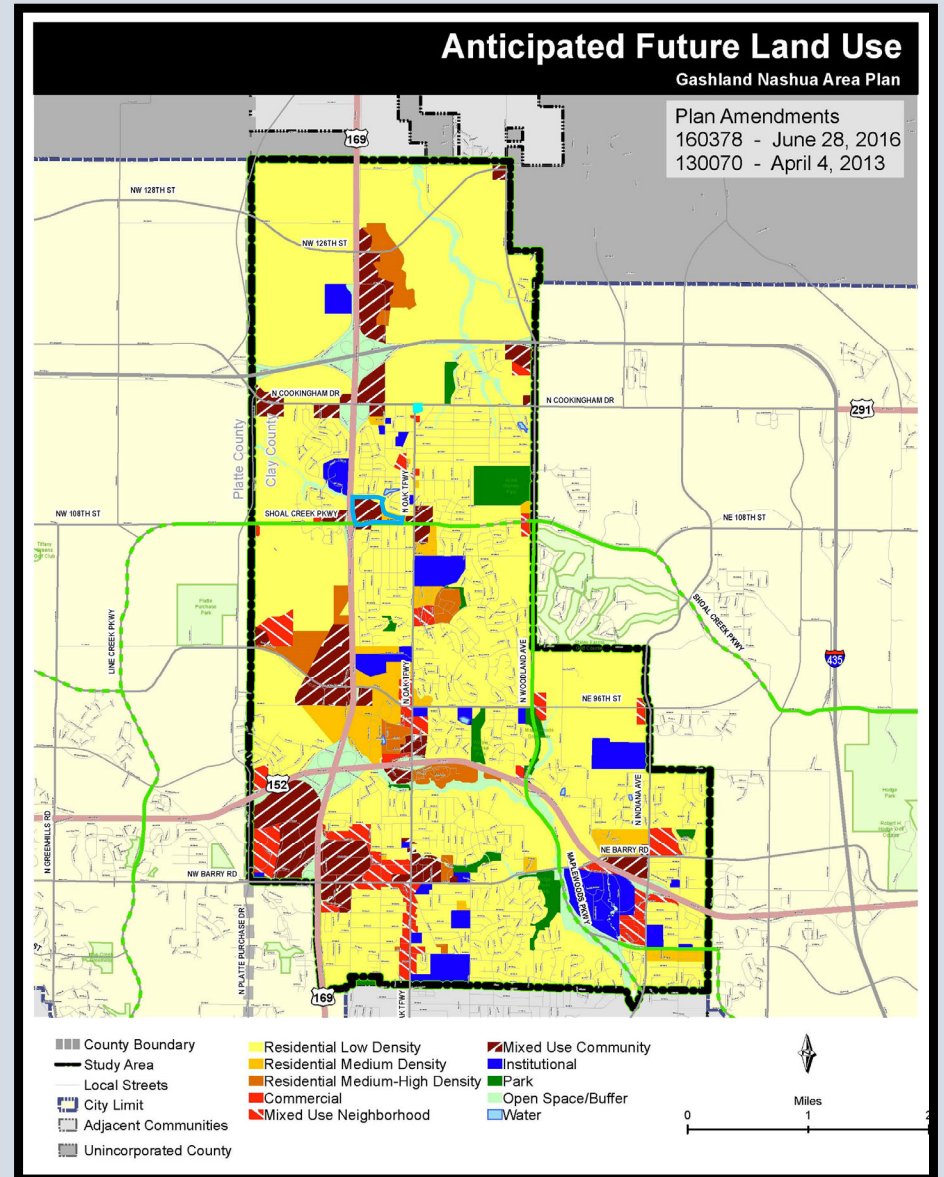 Anticipated Future Land Use
Gashland Nashua Area Plan
Plan Amendments
160378 - June 28, 2016
130070 - April 4, 2013
169
NW 128TH ST
NW 126TH ST
N COOKINGHAM DR
N COOKINGHAM DR
291
Platte County
Clay County
N OAK TFWY
NW 108TH ST
SHOAL CREEK PKWY
NE 108TH ST
Platte
Purchase
Park
LINE CREEK PKWY
SHOAL CREEK PKWY
435
N OAK TFWY
N WOODLAND AVE
NE 96TH ST
152
N INDIANA AVE
Hodge
Park
N GREENHILLS RD
NE BARRY RD
NW BARRY RD
MAPLEWOODS PKWY
N PLATTE PURCHASE DR
169
AK TFWY
County Boundary
Study Area
Local Streets
City Limit
Adjacent Communities
Unincorporated County
Residential Low Density
Residential Medium Density
Residential Medium-High Density
Commercial
Mixed Use Neighborhood
Mixed Use Community
Institutional
Park
Open Space/Buffer
Water
Miles
0 1 2